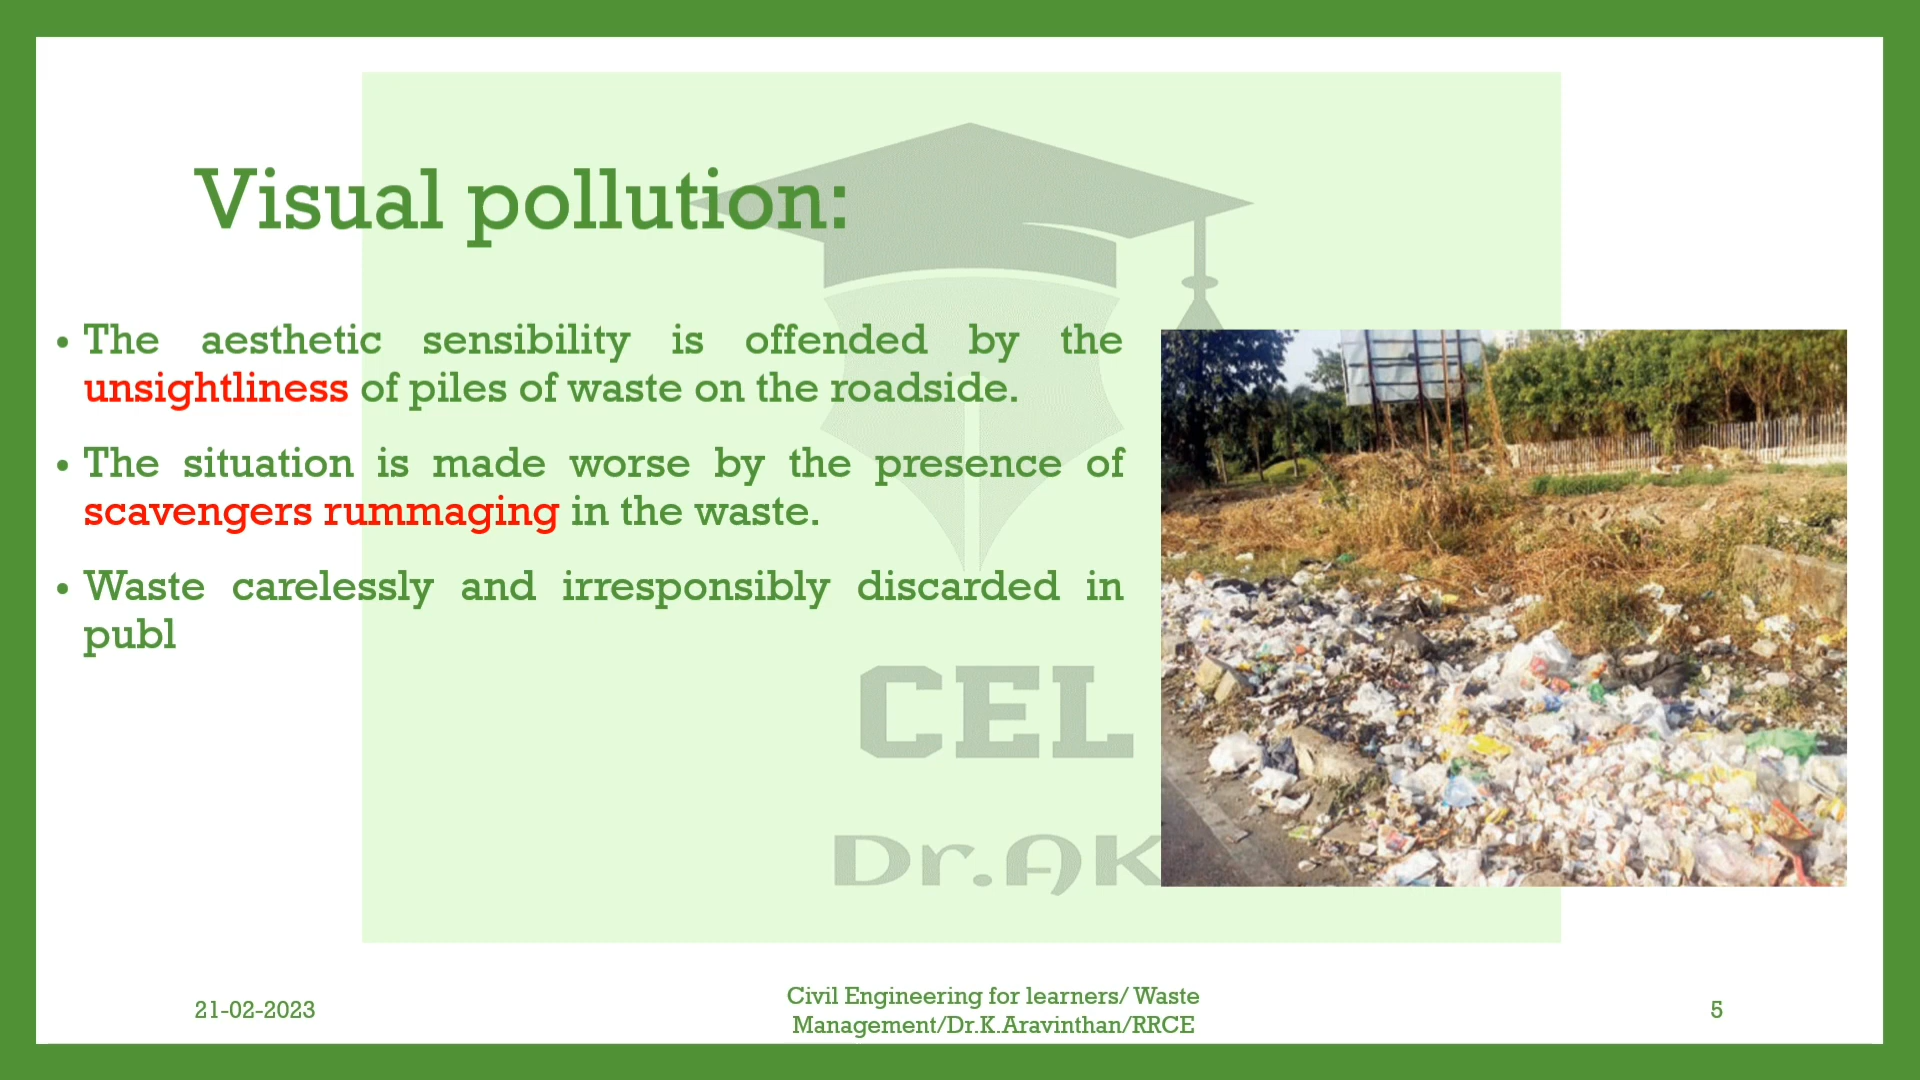 Visual pollution:
• The aesthetic sensibility is offended by the
unsightliness of piles of waste on the roadside.
• The situation is made worse by the presence of
scavengers rummaging in the waste.
• Waste carelessly and irresponsibly discarded in
publ
CEL
Dr.AK
21-02-2023
Civil Engineering for learners/ Waste
Management/Dr.K.Aravinthan/RRCE
5